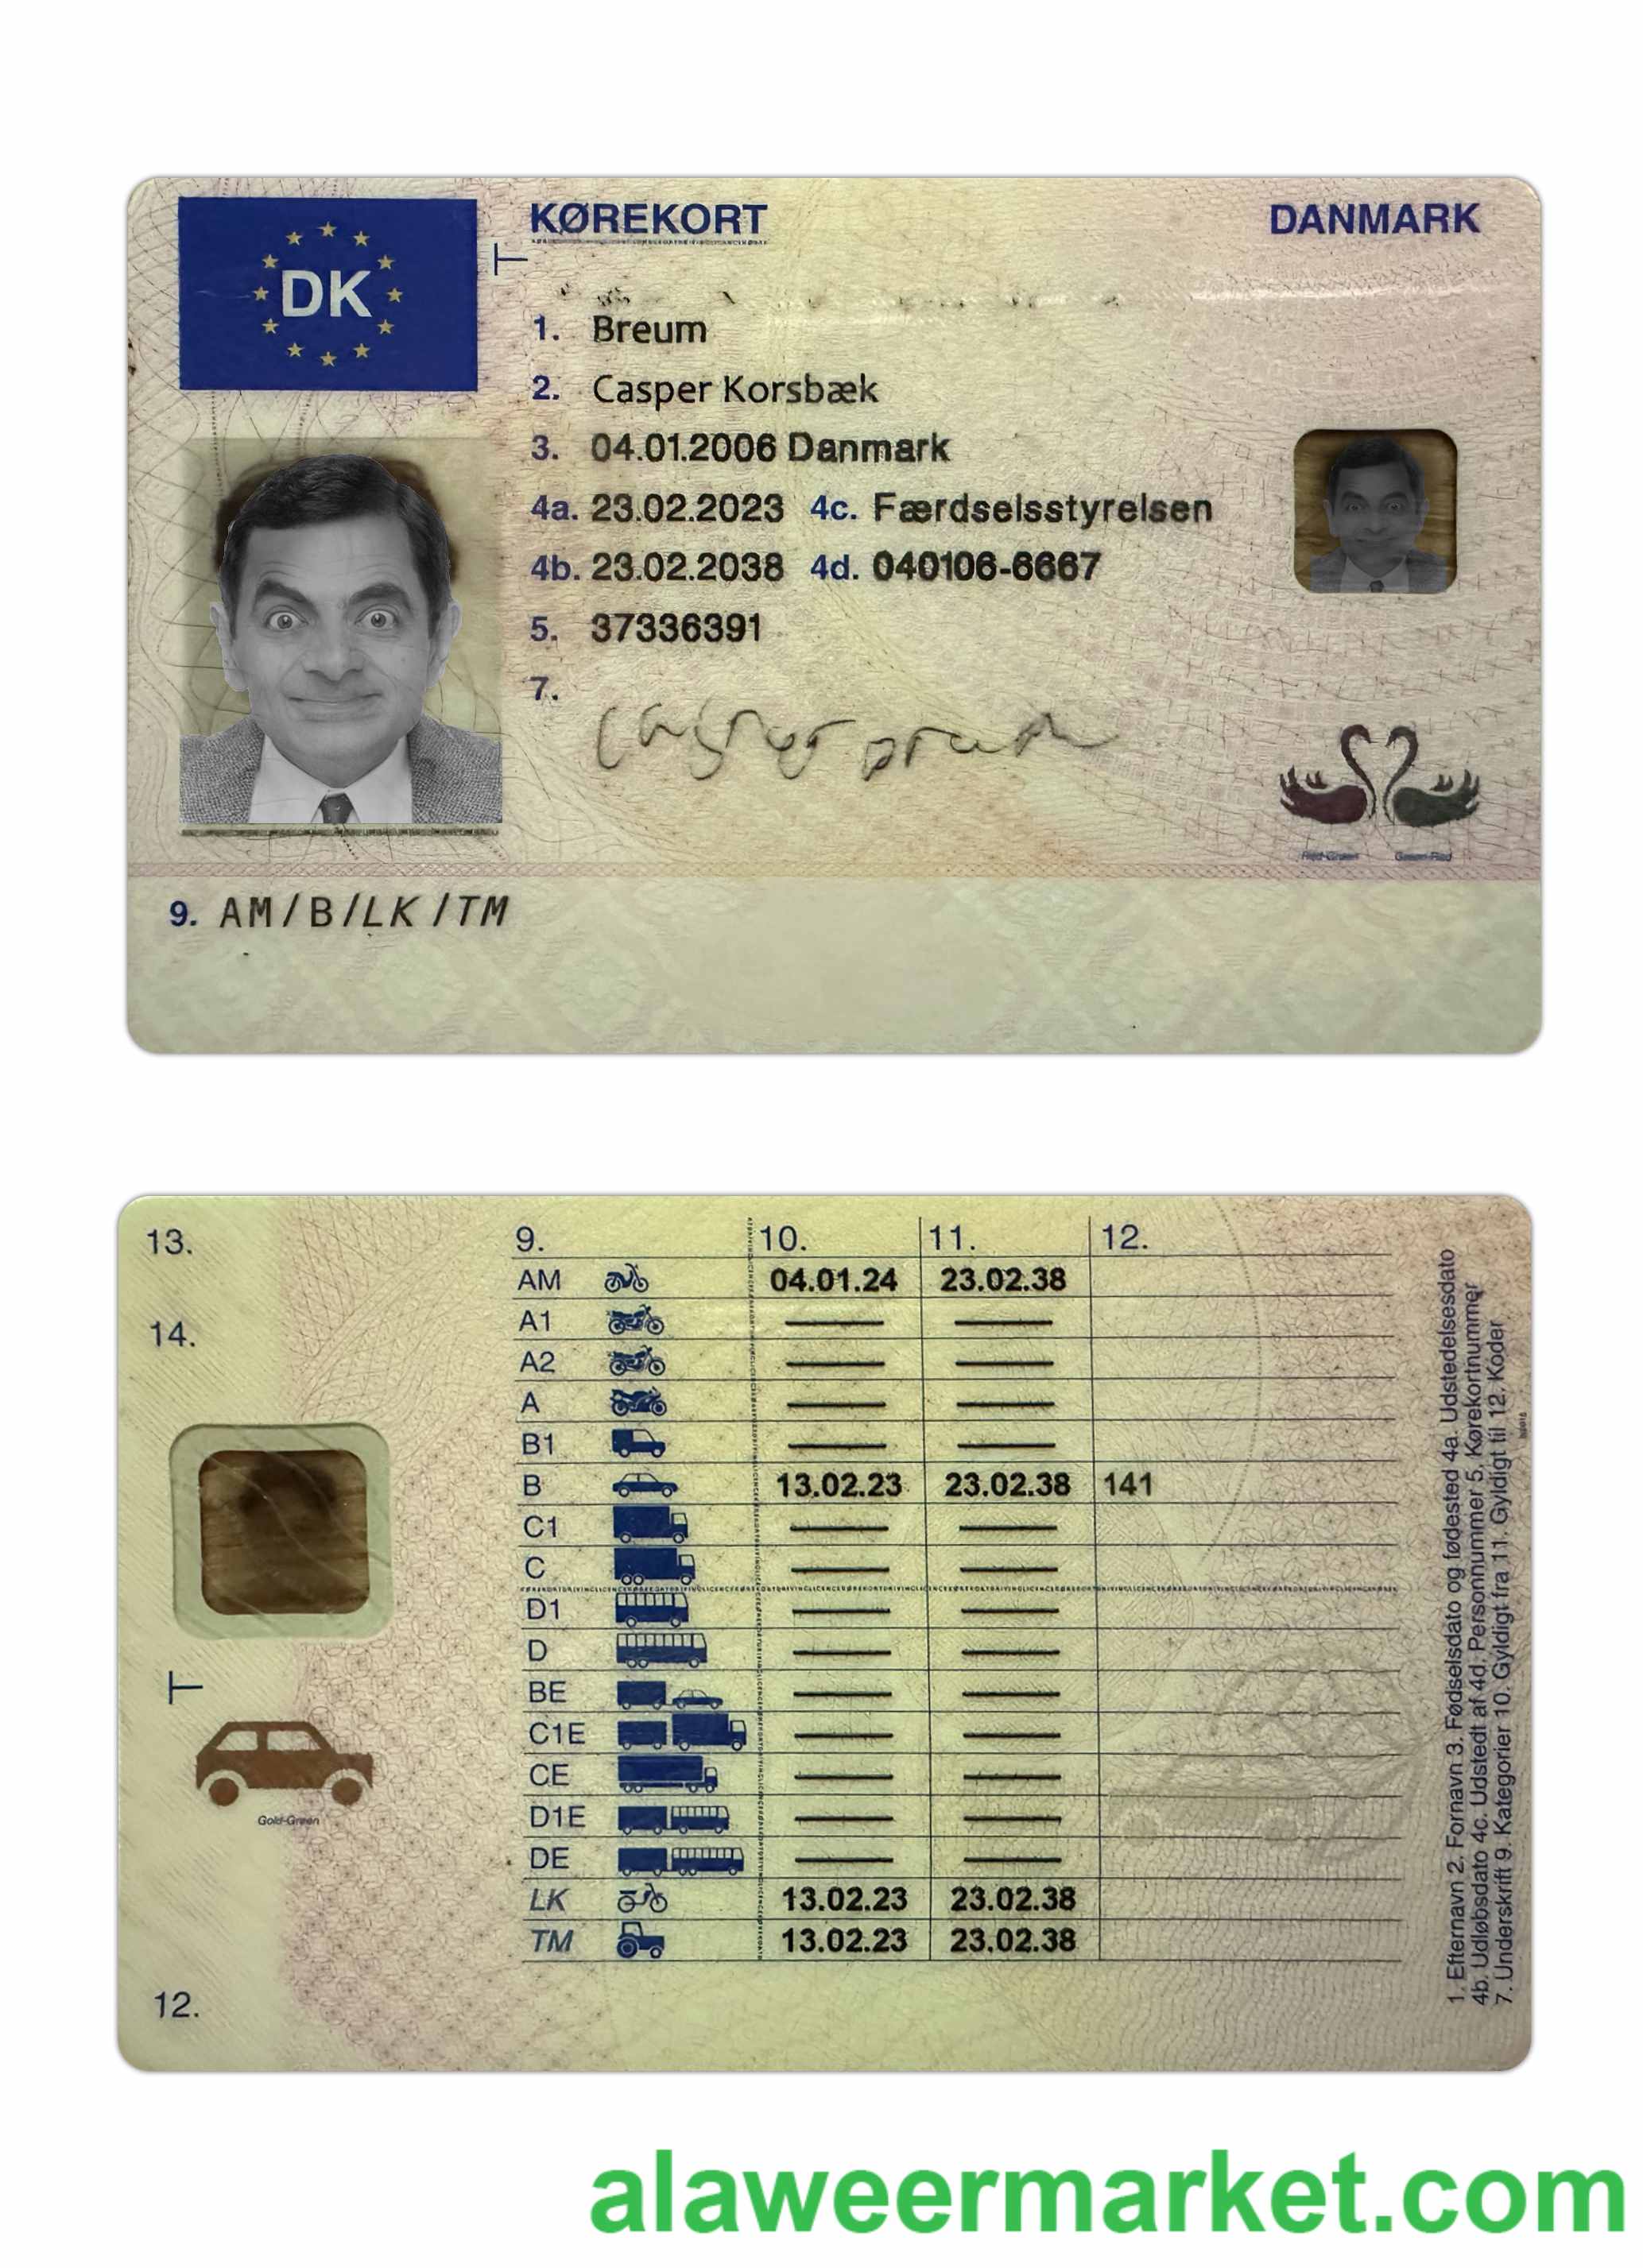 DK
KØREKORT
DANMARK
1. Breum
2. Casper Korsbæk
3. 04.01.2006 Danmark
4a. 23.02.2023 4c. Færdselsstyrelsen
4b. 23.02.2038 4d. 040106-6667
5. 37336391
7.
Red-Green Green-Red
9. AM/B/LK/TM
13.
14.
T
Gold-Green
12.
9. 10. 11. 12.
AM 04.01.24 23.02.38
A1
A2
A
B1
B 13.02.23 23.02.38 141
C1
C
D1
D
BE
C1E
CE
D1E
DE
LK 13.02.23 23.02.38
TM 13.02.23 23.02.38
1. Efternavn 2. Fornavn 3. Fødselsdato og fødested 4a. Udstedelsesdato
4b. Udløbsdato 4c. Udstedt af 4d. Personnummer 5. Kørekortnummer
7. Underskrift 9. Kategorier 10. Gyldigt fra 11. Gyldigt til 12. Koder
alaweermarket.com